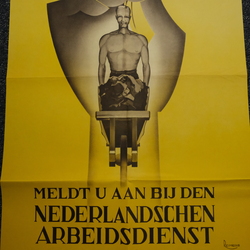 MELDT U AAN BIJ DEN
NEDERLANDSCHEN
ARBEIDSDIENST